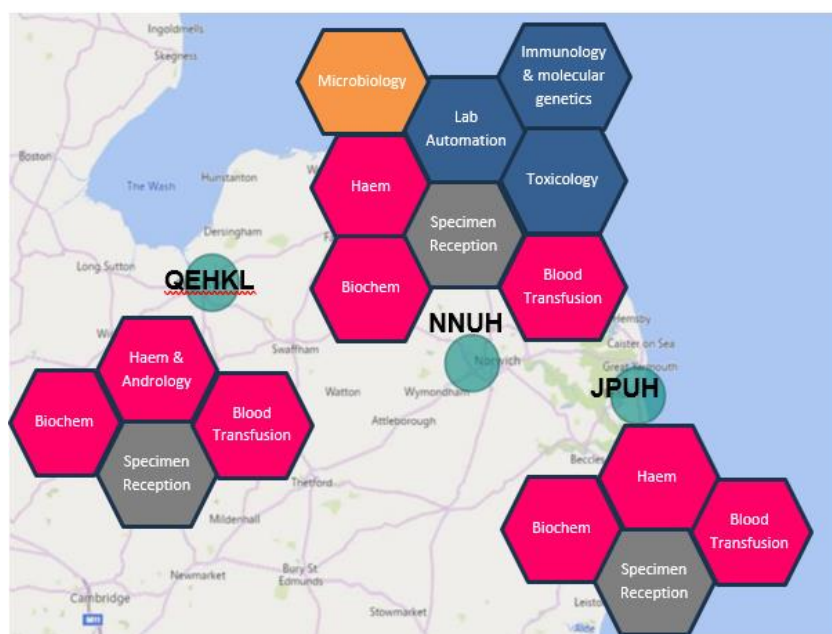 Ingoldmells
Skegness
Boston
The Wash
Hunstanton
Dersingham
Long Sutton
QEHKL
Swaffham
Watton
Wymondham
Attleborough
Norwich
NNUH
Hemsby
Caister on Sea
Great Yarmouth
JPUH
Beccles
Thetford
Mildenhall
Newmarket
Bury St
Edmunds
Cambridge
M11
Stowmarket
Leiston
Alde
Microbiology
Lab
Automation
Immunology
& molecular
genetics
Haem
Toxicology
Specimen
Reception
Biochem
Blood
Transfusion
Haem &
Andrology
Biochem
Blood
Transfusion
Specimen
Reception
Haem
Biochem
Blood
Transfusion
Specimen
Reception